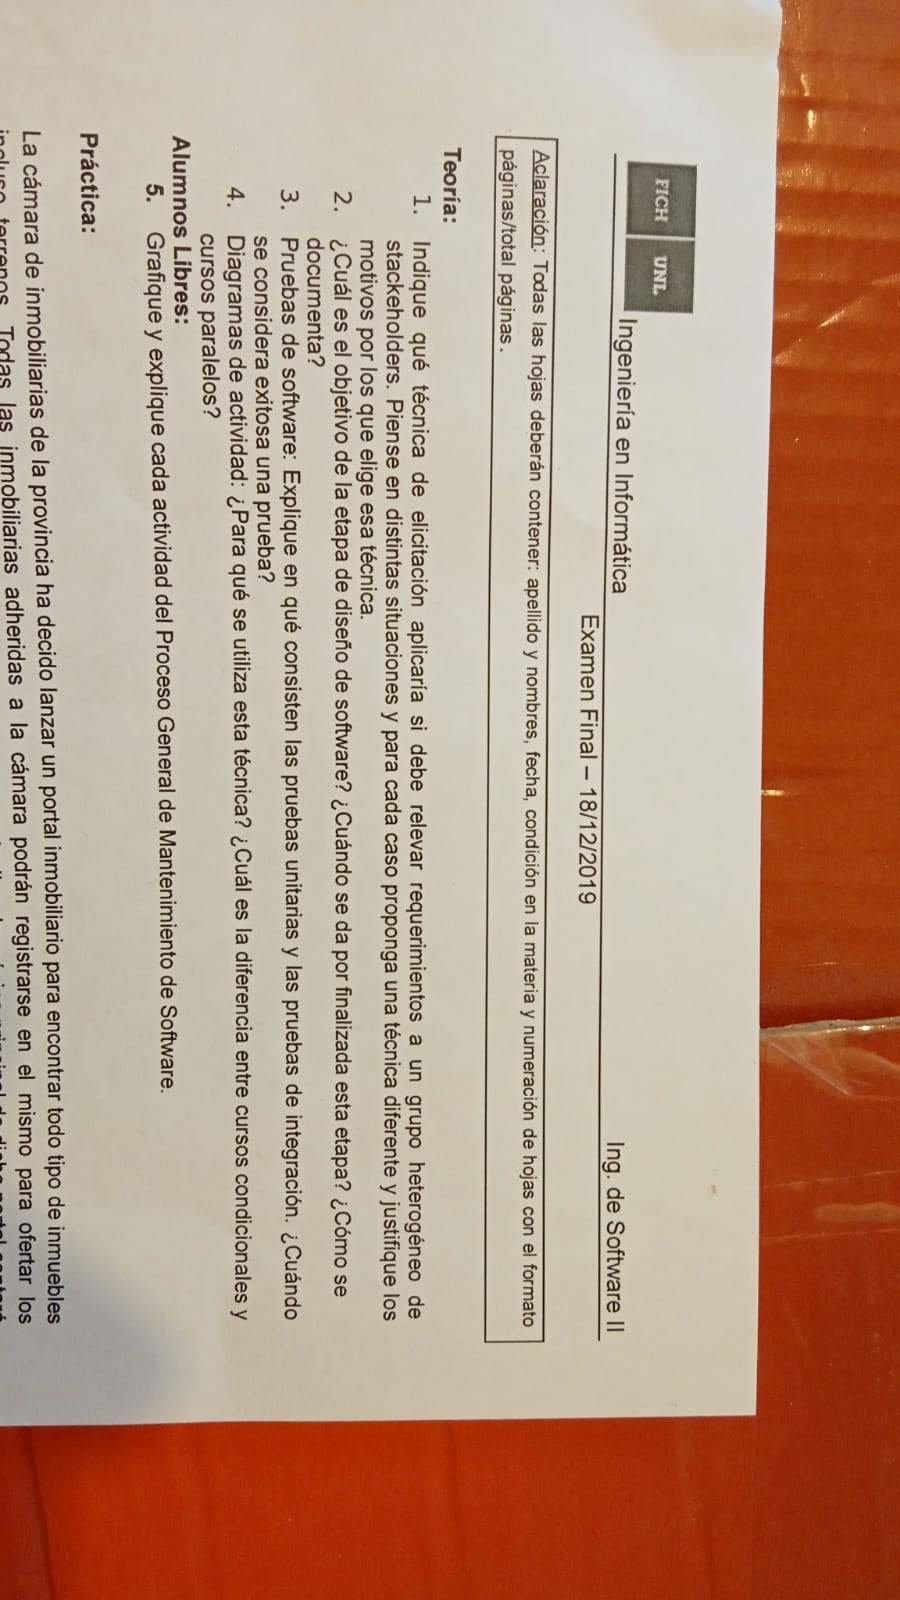 FICH UNL
Ingeniería en Informática
Ing. de Software II
Examen Final – 18/12/2019
Aclaración: Todas las hojas deberán contener: apellido y nombres, fecha, condición en la materia y numeración de hojas con el formato
páginas/total páginas.
Teoría:
1. Indique qué técnica de elicitación aplicaría si debe relevar requerimientos a un grupo heterogéneo de
stackeholders. Piense en distintas situaciones y para cada caso proponga una técnica diferente y justifique los
motivos por los que elige esa técnica.
2. ¿Cuál es el objetivo de la etapa de diseño de software? ¿Cuándo se da por finalizada esta etapa? ¿Cómo se
documenta?
3. Pruebas de software: Explique en qué consisten las pruebas unitarias y las pruebas de integración. ¿Cuándo
se considera exitosa una prueba?
4. Diagramas de actividad: ¿Para qué se utiliza esta técnica? ¿Cuál es la diferencia entre cursos condicionales y
cursos paralelos?
Alumnos Libres:
5. Grafique y explique cada actividad del Proceso General de Mantenimiento de Software.
Práctica:
La cámara de inmobiliarias de la provincia ha decido lanzar un portal inmobiliario para encontrar todo tipo de inmuebles
incluso terrenos. Todas las inmobiliarias adheridas a la cámara podrán registrarse en el mismo para ofertar los